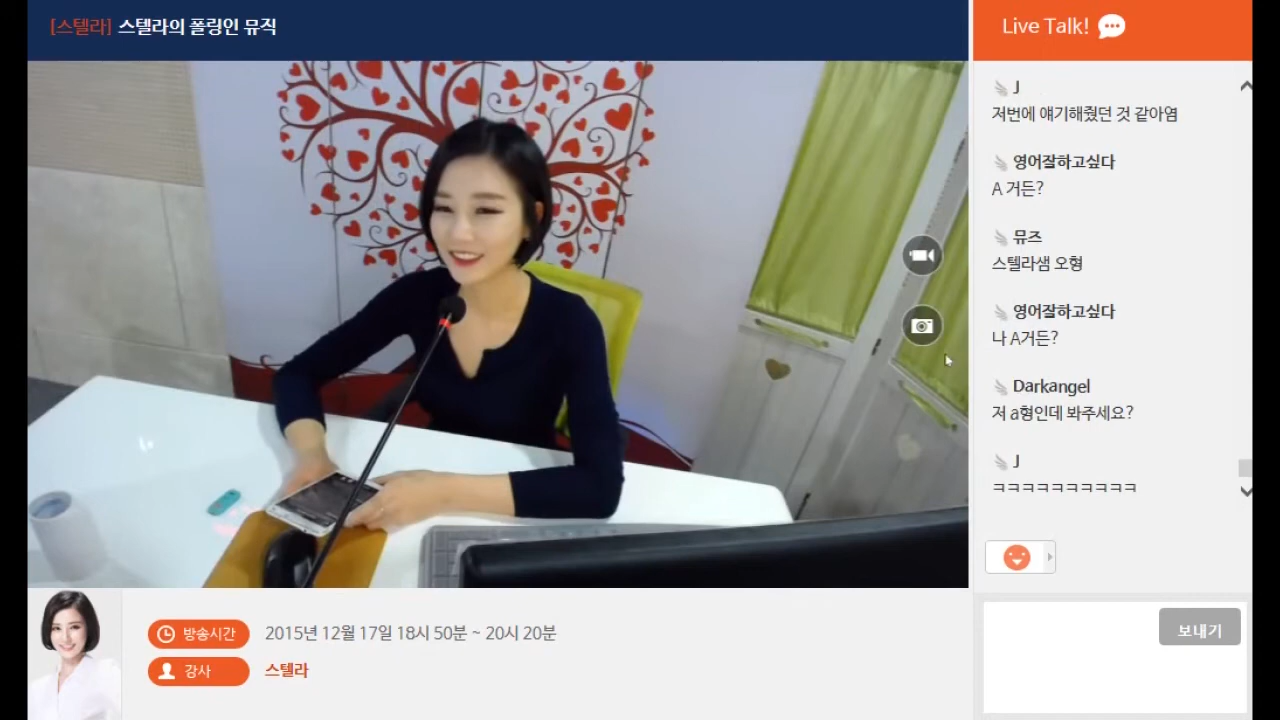 [스텔라] 스텔라의 폴링인 뮤직
Live Talk!
J
저번에 얘기해줬던 것 같아염
영어잘하고싶다
A 거든?
뮤즈
스텔라샘 오형
영어잘하고싶다
나 A거든?
Darkangel
저 a형인데 봐주세요?
J
ㅋㅋㅋㅋㅋㅋㅋㅋㅋㅋ
보내기
방송시간 2015년 12월 17일 18시 50분 ~ 20시 20분
강사 스텔라